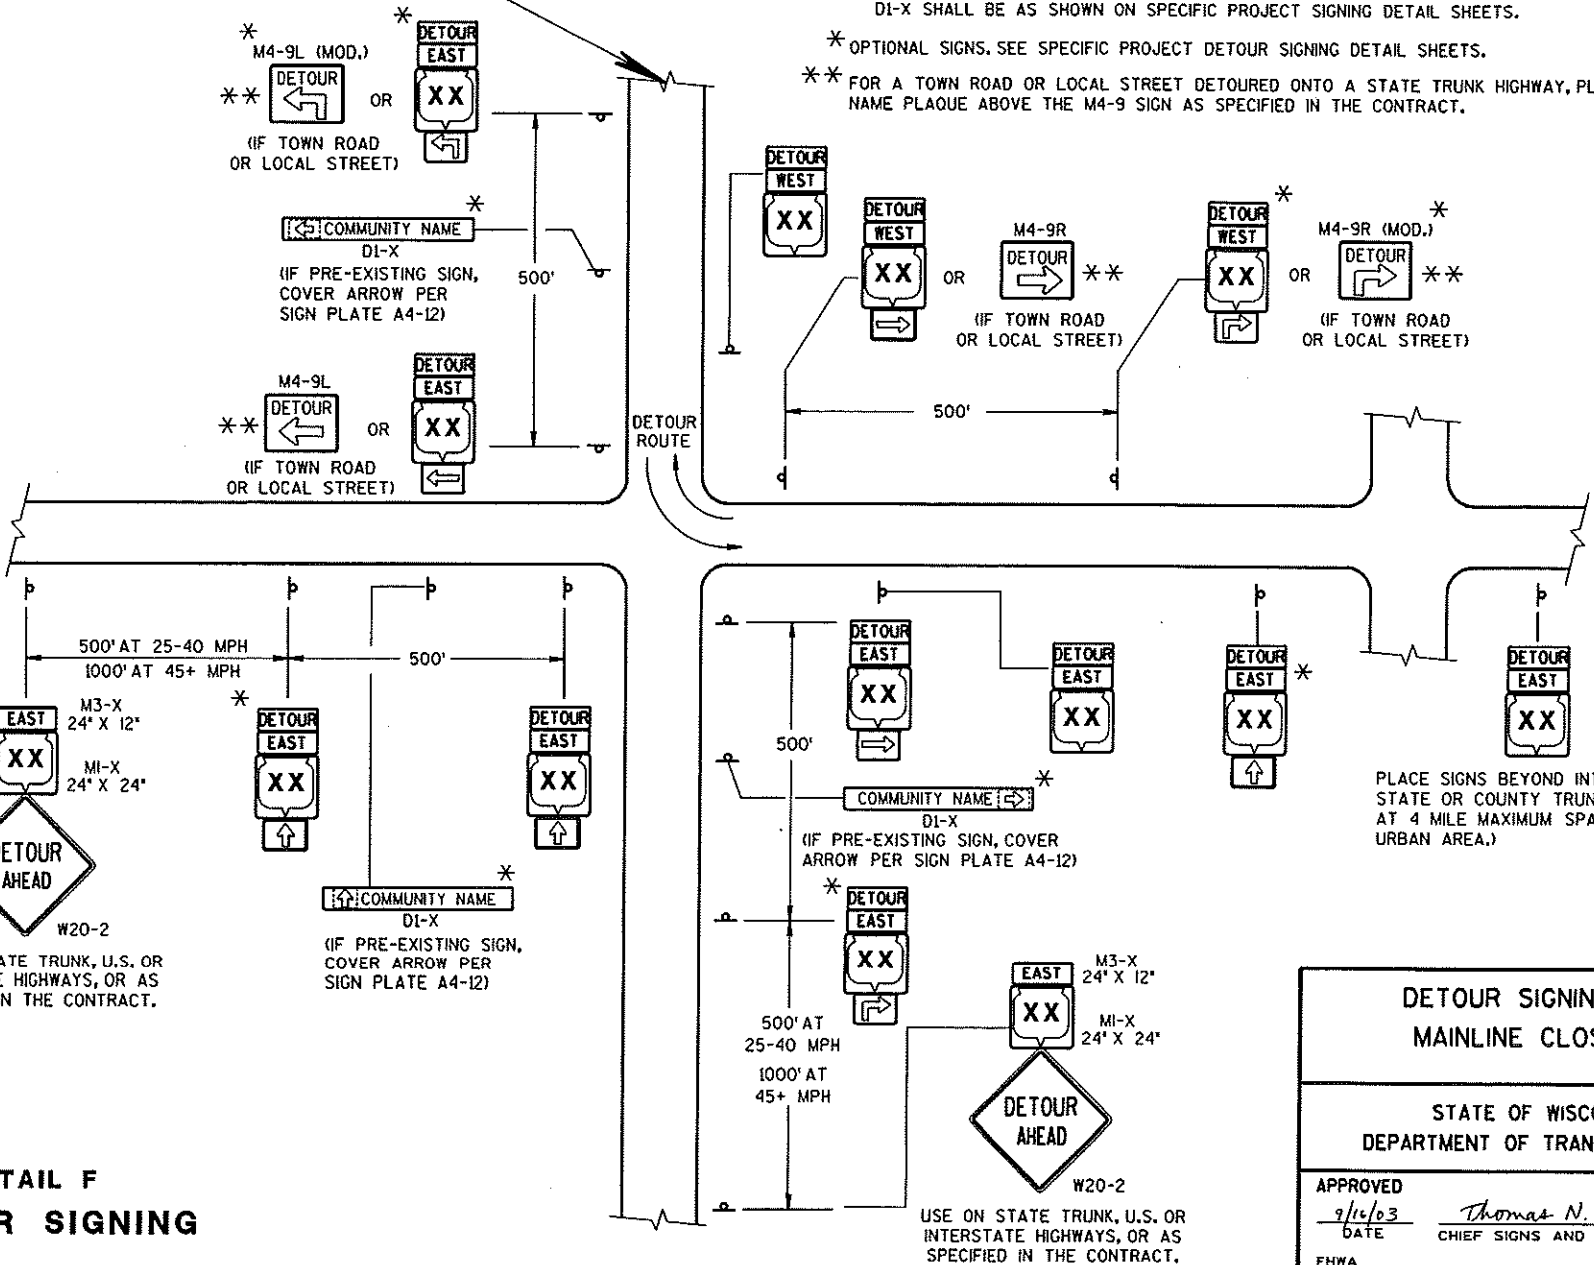 D1-X SHALL BE AS SHOWN ON SPECIFIC PROJECT SIGNING DETAIL SHEETS.
* OPTIONAL SIGNS. SEE SPECIFIC PROJECT DETOUR SIGNING DETAIL SHEETS.
** FOR A TOWN ROAD OR LOCAL STREET DETOURED ONTO A STATE TRUNK HIGHWAY, PL
NAME PLAQUE ABOVE THE M4-9 SIGN AS SPECIFIED IN THE CONTRACT.
*
M4-9L (MOD.)
**
DETOUR
OR
*
DETOUR
EAST
XX
(IF TOWN ROAD
OR LOCAL STREET)
*
COMMUNITY NAME
D1-X
(IF PRE-EXISTING SIGN,
COVER ARROW PER
SIGN PLATE A4-12)
500'
M4-9L
**
DETOUR
OR
DETOUR
EAST
XX
(IF TOWN ROAD
OR LOCAL STREET)
DETOUR
WEST
XX
DETOUR
WEST
XX
OR
M4-9R
DETOUR
**
(IF TOWN ROAD
OR LOCAL STREET)
*
DETOUR
WEST
XX
OR
*
M4-9R (MOD.)
DETOUR
**
(IF TOWN ROAD
OR LOCAL STREET)
500'
DETOUR
ROUTE
500' AT 25-40 MPH
1000' AT 45+ MPH
500'
EAST
XX
M3-X
24" X 12"
M1-X
24" X 24"
ETOUR
AHEAD
W20-2
ATE TRUNK, U.S. OR
E HIGHWAYS, OR AS
N THE CONTRACT.
*
DETOUR
EAST
XX
DETOUR
EAST
XX
*
COMMUNITY NAME
D1-X
(IF PRE-EXISTING SIGN,
COVER ARROW PER
SIGN PLATE A4-12)
500'
DETOUR
EAST
XX
DETOUR
EAST
XX
DETOUR
EAST
XX
*
DETOUR
EAST
XX
PLACE SIGNS BEYOND INT
STATE OR COUNTY TRUN
AT 4 MILE MAXIMUM SPA
URBAN AREA.)
*
COMMUNITY NAME
D1-X
(IF PRE-EXISTING SIGN, COVER
ARROW PER SIGN PLATE A4-12)
*
DETOUR
EAST
XX
500' AT
25-40 MPH
1000' AT
45+ MPH
EAST
XX
M3-X
24" X 12"
M1-X
24" X 24"
DETOUR
AHEAD
W20-2
USE ON STATE TRUNK, U.S. OR
INTERSTATE HIGHWAYS, OR AS
SPECIFIED IN THE CONTRACT.
TAIL F
R SIGNING
DETOUR SIGNIN
MAINLINE CLOS
STATE OF WISCO
DEPARTMENT OF TRAN
APPROVED
9/16/03
DATE
Thomas N.
CHIEF SIGNS AND
FHWA